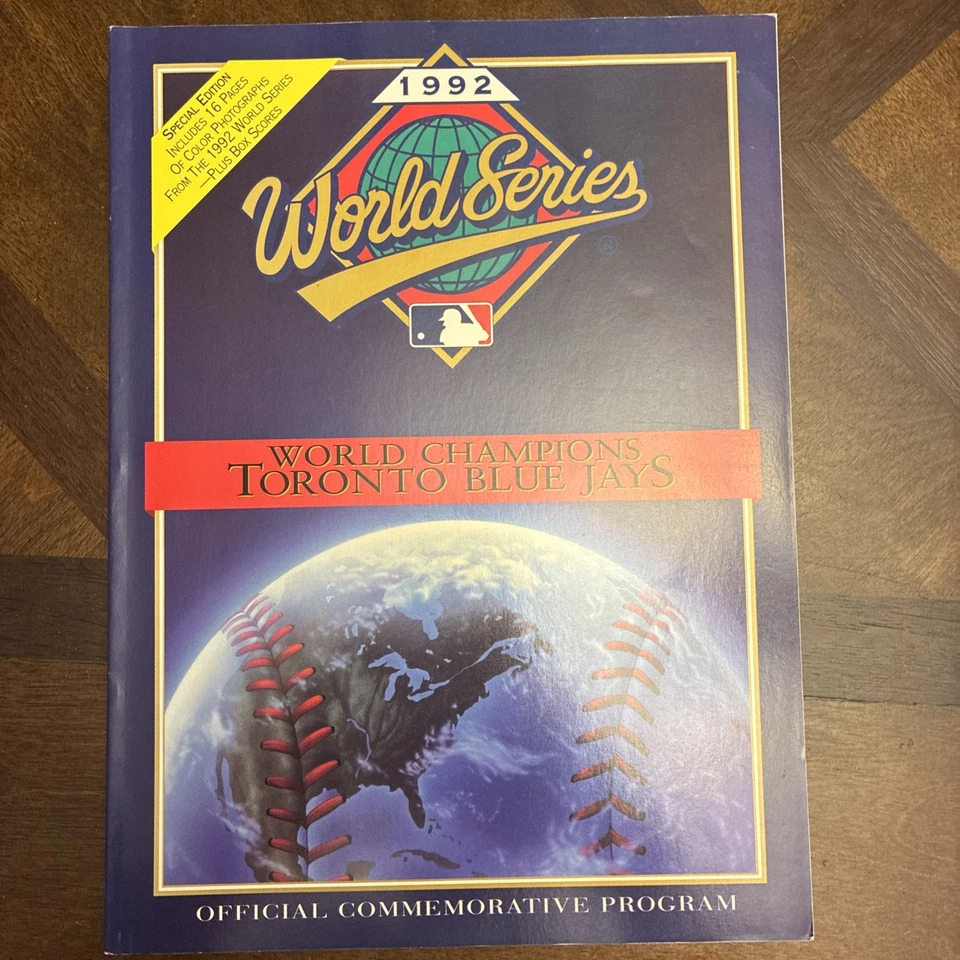 Special Edition
Includes 16 Pages
Of Color Photographs
From The 1992 World Series
—Plus Box Scores
1992
World Series
®
WORLD CHAMPIONS
TORONTO BLUE JAYS
OFFICIAL COMMEMORATIVE PROGRAM